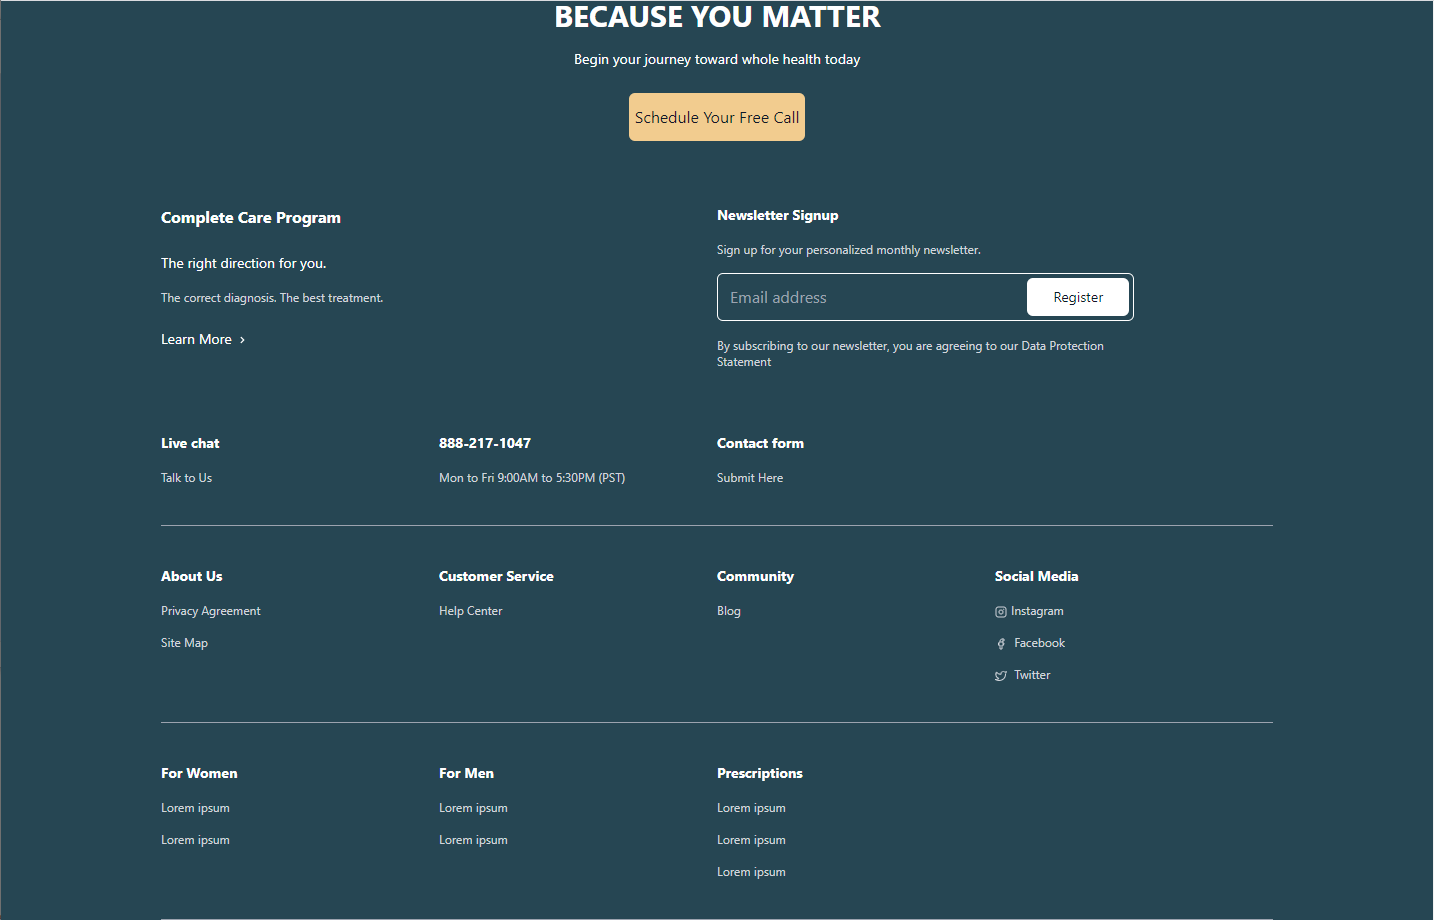 BECAUSE YOU MATTER
Begin your journey toward whole health today
Schedule Your Free Call
Complete Care Program
The right direction for you.
The correct diagnosis. The best treatment.
Learn More
Newsletter Signup
Sign up for your personalized monthly newsletter.
Email address
Register
By subscribing to our newsletter, you are agreeing to our Data Protection
Statement
Live chat
Talk to Us
888-217-1047
Mon to Fri 9:00AM to 5:30PM (PST)
Contact form
Submit Here
About Us
Privacy Agreement
Site Map
Customer Service
Help Center
Community
Blog
Social Media
Instagram
Facebook
Twitter
For Women
Lorem ipsum
Lorem ipsum
For Men
Lorem ipsum
Lorem ipsum
Prescriptions
Lorem ipsum
Lorem ipsum
Lorem ipsum